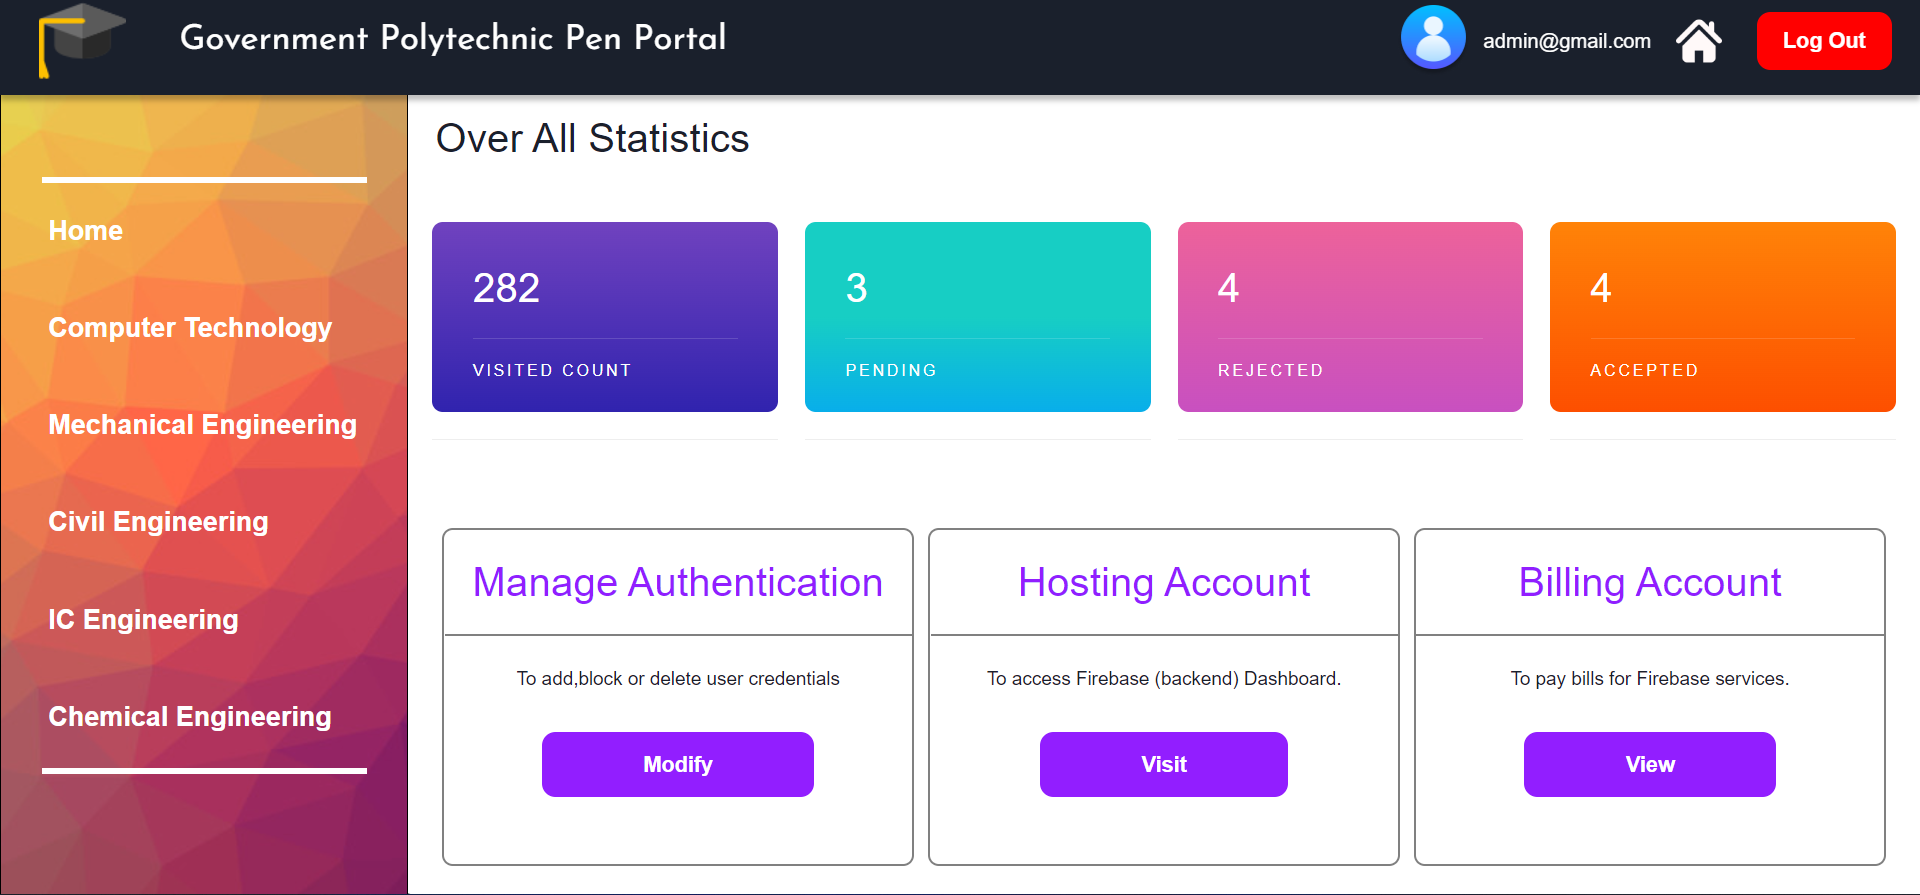 Government Polytechnic Pen Portal
admin@gmail.com
Log Out
Home
Computer Technology
Mechanical Engineering
Civil Engineering
IC Engineering
Chemical Engineering
Over All Statistics
282
VISITED COUNT
3
PENDING
4
REJECTED
4
ACCEPTED
Manage Authentication
To add,block or delete user credentials
Modify
Hosting Account
To access Firebase (backend) Dashboard.
Visit
Billing Account
To pay bills for Firebase services.
View